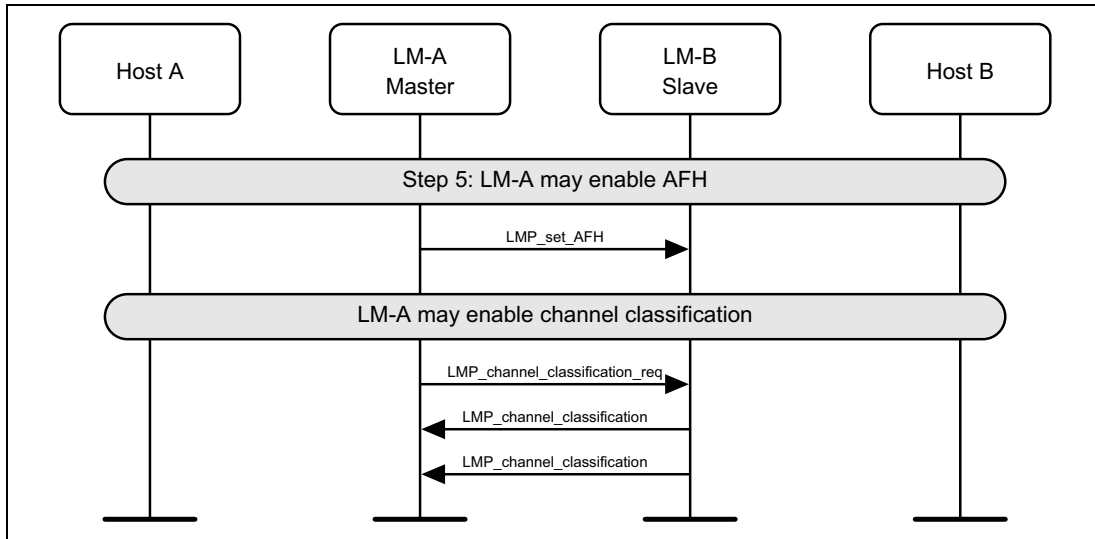 Host A
LM-A
Master
LM-B
Slave
Host B
Step 5: LM-A may enable AFH
LMP_set_AFH
LM-A may enable channel classification
LMP_channel_classification_req
LMP_channel_classification
LMP_channel_classification